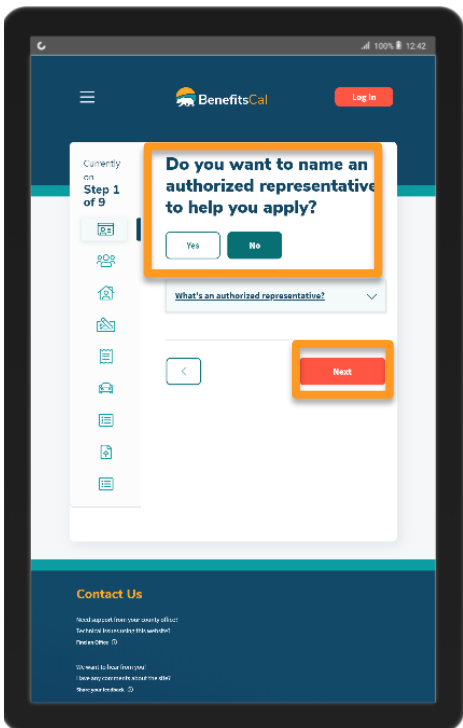 100% 12:42
BenefitsCal
Log In
Currently
on
Step 1
of 9
Do you want to name an
authorized representative
to help you apply?
Yes
No
What's an authorized representative?
Next
Contact Us
Need support from your county office?
Technical issues using this website?
Find an Office
We want to hear from you!
Have any comments about the site?
Share your feedback